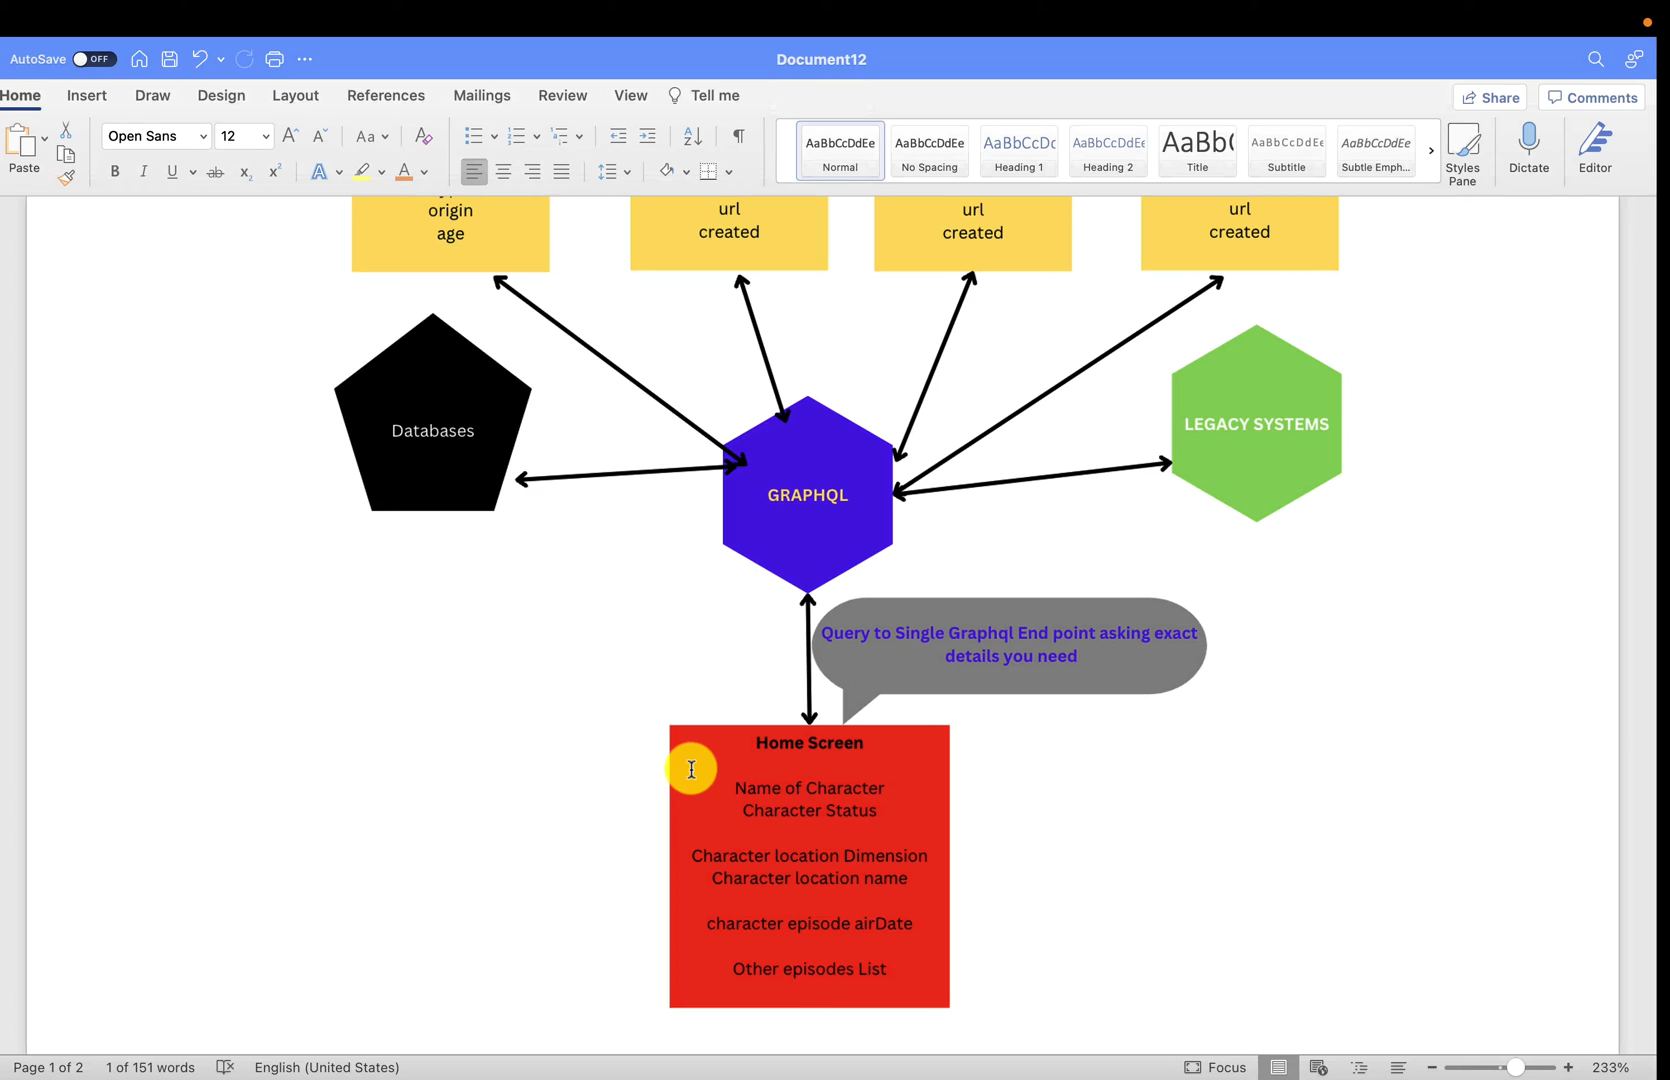 AutoSave OFF
Document12
Home Insert Draw Design Layout References Mailings Review View Tell me
Share Comments
Paste
Open Sans 12
AaBbCcDdEe AaBbCcDdEe AaBbCcDc AaBbCcDdEe AaBb( AaBbCcDdEe AaBbCcDdEe
Normal No Spacing Heading 1 Heading 2 Title Subtitle Subtle Emph...
Styles Pane
Dictate
Editor
origin
age
url
created
url
created
url
created
Databases
LEGACY SYSTEMS
GRAPHQL
Query to Single Graphql End point asking exact
details you need
Home Screen
Name of Character
Character Status
Character location Dimension
Character location name
character episode airDate
Other episodes List
Page 1 of 2 1 of 151 words English (United States)
Focus 233%